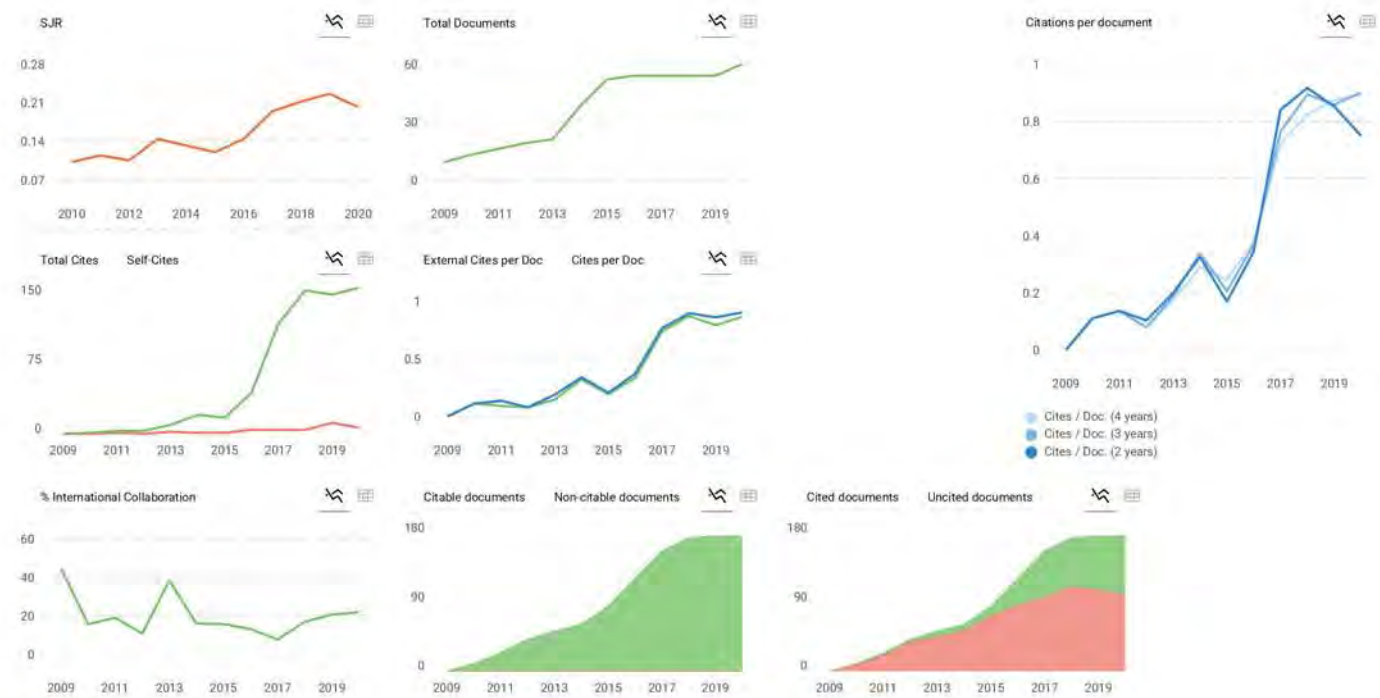 SJR
0.28
0.21
0.14
0.07
2010 2012 2014 2016 2018 2020
Total Documents
60
30
0
2009 2011 2013 2015 2017 2019
Citations per document
1
0.8
0.6
0.4
0.2
0
2009 2011 2013 2015 2017 2019
Cites / Doc. (4 years)
Cites / Doc. (3 years)
Cites / Doc. (2 years)
Total Cites Self-Cites
150
75
0
2009 2011 2013 2015 2017 2019
External Cites per Doc Cites per Doc
1
0.5
0
2009 2011 2013 2015 2017 2019
% International Collaboration
60
40
20
0
2009 2011 2013 2015 2017 2019
Citable documents Non-citable documents
180
90
0
2009 2011 2013 2015 2017 2019
Cited documents Uncited documents
180
90
0
2009 2011 2013 2015 2017 2019